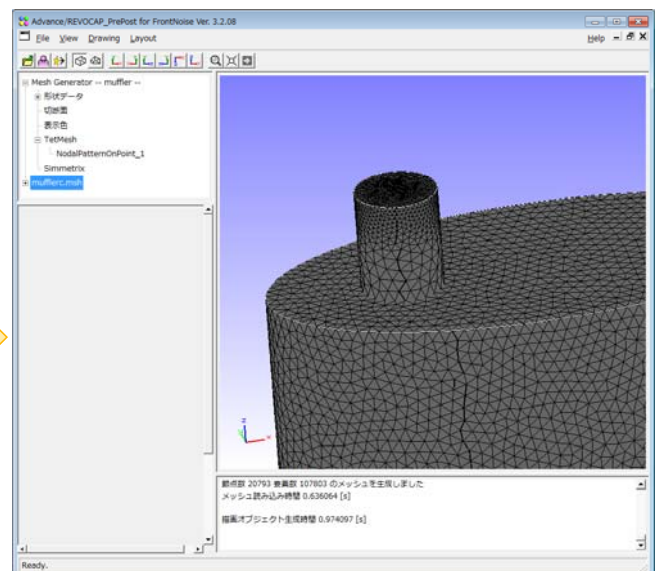 Advance/REVOCAP_PrePost for FrontNoise Ver. 3.2.08
File View Drawing Layout Help
Mesh Generator -- muffler --
形状データ
切断面
表示色
TetMesh
NodalPatternOnPoint_1
Simmetrix
mufflerc.msh
z
x
節点数 20793 要素数 107803 のメッシュを生成しました
メッシュ読み込み時間 0.636064 [s]
描画オブジェクト生成時間 0.974097 [s]
Ready.